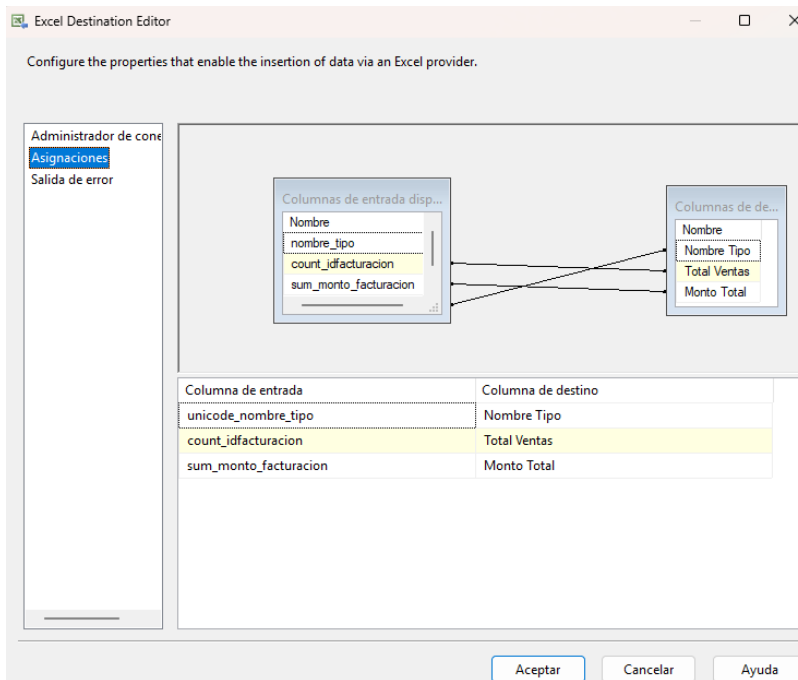 Excel Destination Editor
Configure the properties that enable the insertion of data via an Excel provider.
Administrador de cone
Asignaciones
Salida de error
Columnas de entrada disp...
Nombre
nombre_tipo
count_idfacturacion
sum_monto_facturacion
Columnas de de...
Nombre
Nombre Tipo
Total Ventas
Monto Total
Columna de entrada Columna de destino
unicode_nombre_tipo Nombre Tipo
count_idfacturacion Total Ventas
sum_monto_facturacion Monto Total
Aceptar Cancelar Ayuda